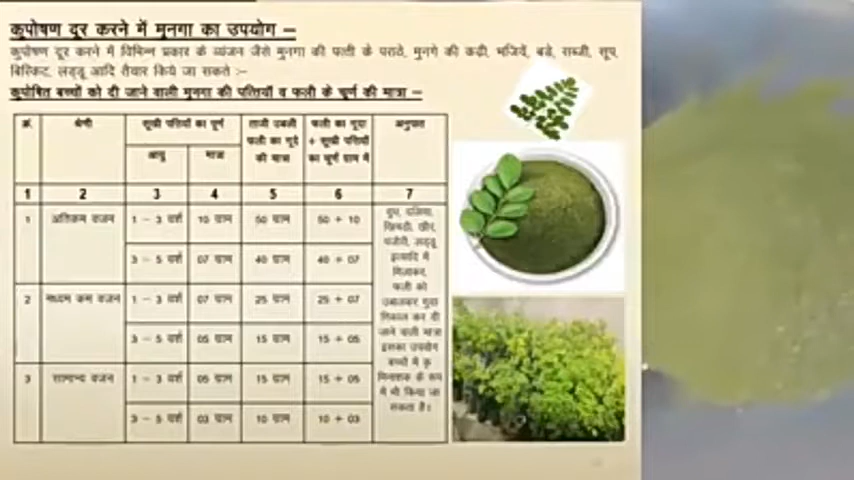 कुपोषण दूर करने में मुनगा का उपयोग –
कुपोषण दूर करने में विभिन्न प्रकार के व्यंजन जैसे मुनगा की पत्ती के पराठे, मुनगे की कढ़ी, भजियें, बडे, सब्जी, सूप,
बिस्किट, लड्डू आदि तैयार किये जा सकते :–
कुपोषित बच्चों को दी जाने वाली मुनगा की पत्तियों व फली के चूर्ण की मात्रा –
क्रं. श्रेणी सूखी पत्तियों का चूर्ण ताजी उबली फली का गूदे की मात्रा फली का गूदा + सूखी पत्तियों का चूर्ण ग्राम में अनुपात
आयु मात्रा
1 2 3 4 5 6 7
1 अतिकम वजन 1 – 3 वर्ष 10 ग्राम 50 ग्राम 50 + 10
3 – 5 वर्ष 07 ग्राम 40 ग्राम 40 + 07
2 मध्यम कम वजन 1 – 3 वर्ष 07 ग्राम 25 ग्राम 25 + 07
3 – 5 वर्ष 05 ग्राम 15 ग्राम 15 + 05
3 सामान्य वजन 1 – 3 वर्ष 05 ग्राम 15 ग्राम 15 + 05
3 – 5 वर्ष 03 ग्राम 10 ग्राम 10 + 03
दूध, दलिया,
खिचड़ी, खीर,
पंजीरी, लड्डू
इत्यादि में
मिलाकर,
फली को
उबालकर गूदा
निकाल कर दी
जाने वाली मात्रा
इसका उपयोग
बच्चों में कृ
मिनाशक के रूप
में भी किया जा
सकता है।